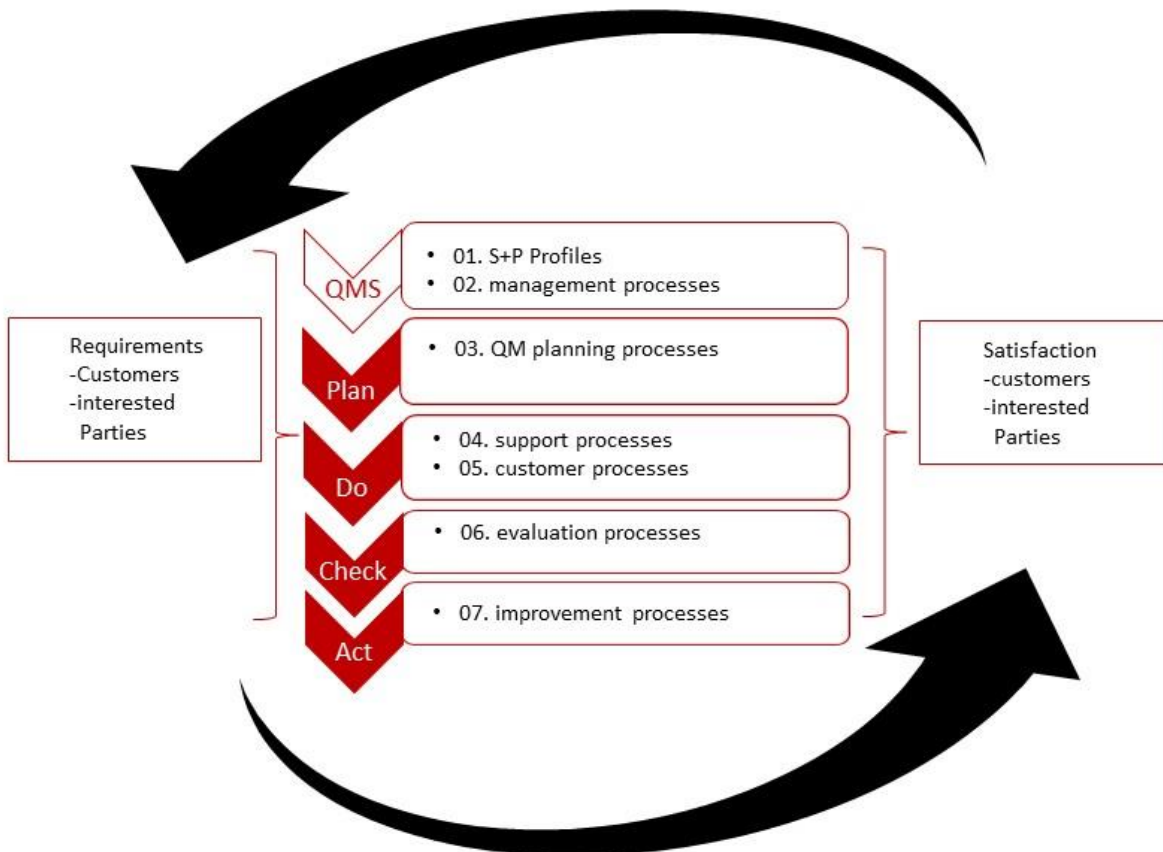 QMS
• 01. S+P Profiles
• 02. management processes
Requirements
-Customers
-interested
Parties
Plan
• 03. QM planning processes
Do
• 04. support processes
• 05. customer processes
Check
• 06. evaluation processes
Act
• 07. improvement processes
Satisfaction
-customers
-interested
Parties